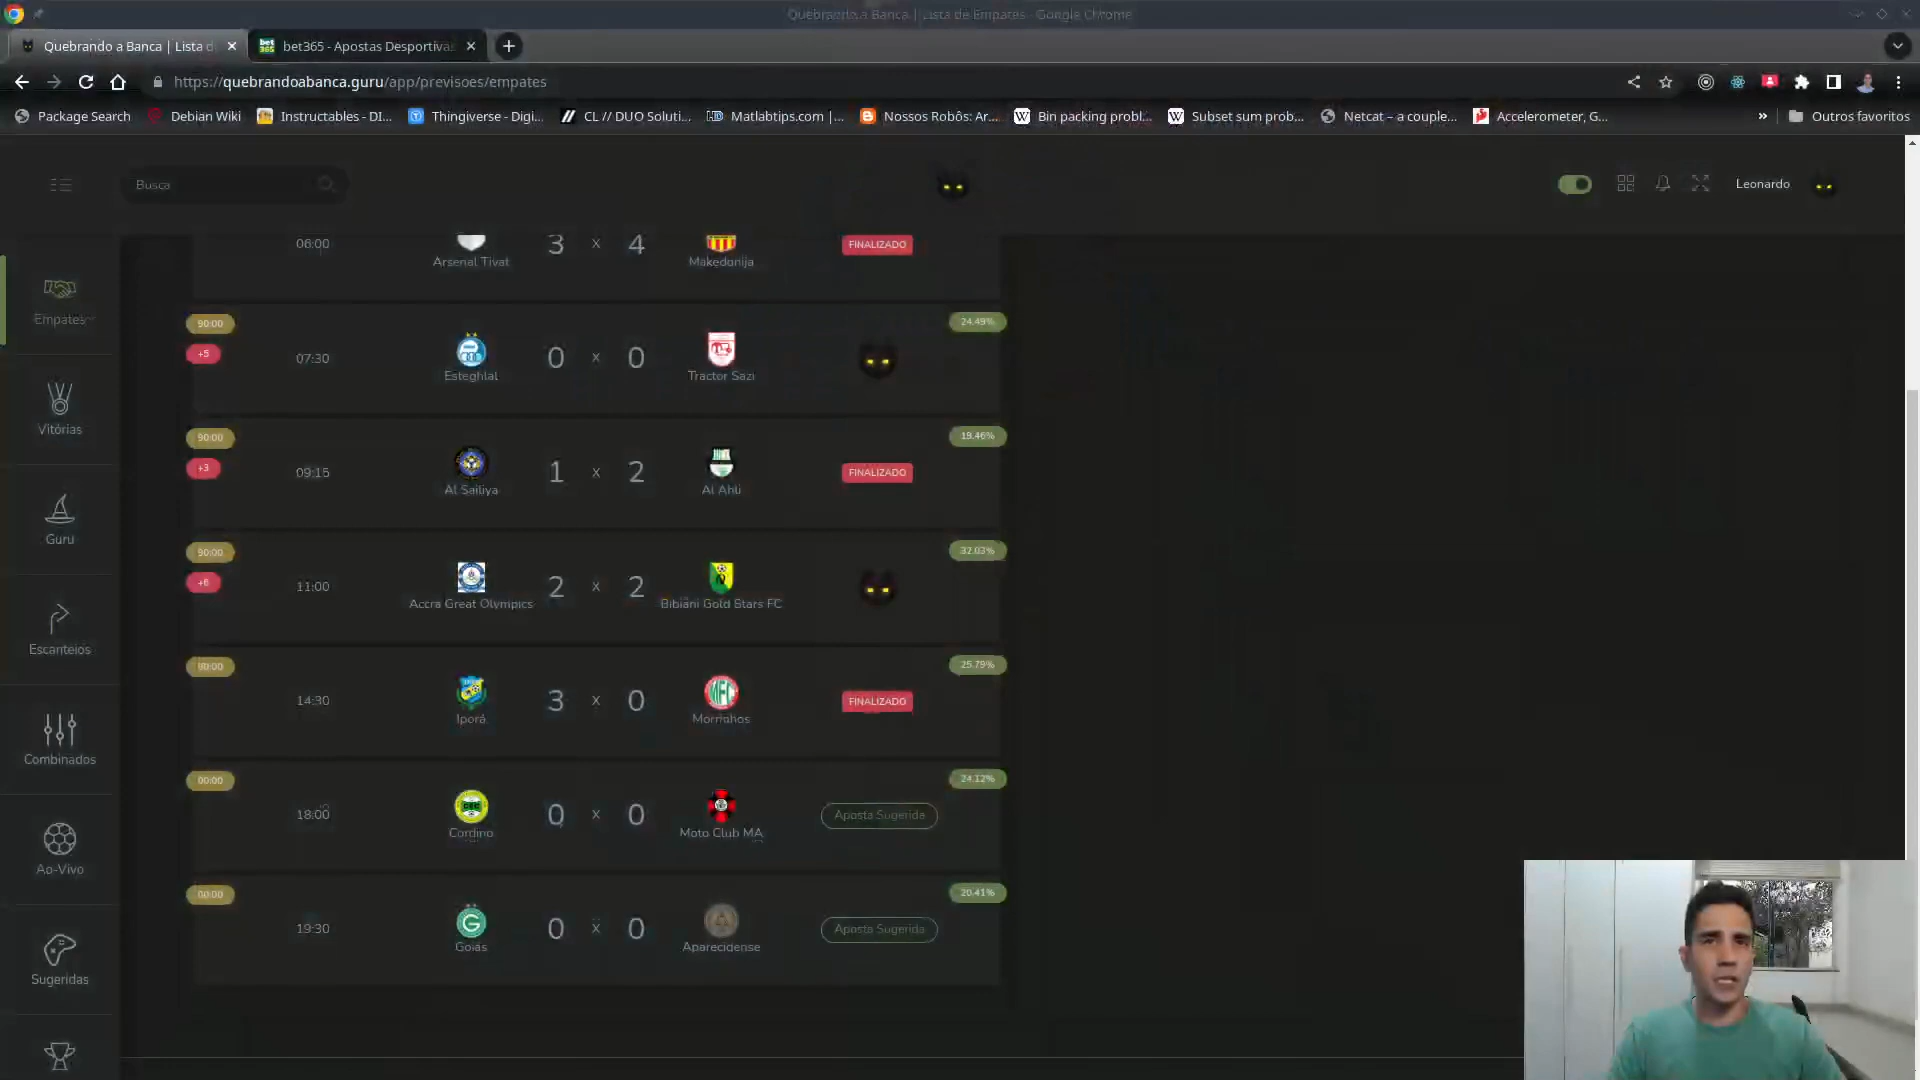 Quebrando a Banca | Lista de Empates - Google Chrome
Quebrando a Banca | Lista d
bet365 - Apostas Desportivas
https://quebrandoabanca.guru/app/previsoes/empates
Package Search
Debian Wiki
Instructables - DI...
Thingiverse - Digi...
CL // DUO Soluti...
Matlabtips.com |...
Nossos Robôs: Ar...
Bin packing probl...
Subset sum prob...
Netcat – a couple...
Accelerometer, G...
»
Outros favoritos
Busca
Leonardo
Empates
Vitórias
Guru
Escanteios
Combinados
Ao-Vivo
Sugeridas
06:00
Arsenal Tivat
3 x 4
Makedonija
FINALIZADO
90:00
+5
07:30
Esteghlal
0 x 0
Tractor Sazi
24.49%
90:00
+3
09:15
Al Sailiya
1 x 2
Al Ahli
FINALIZADO
19.46%
90:00
+6
11:00
Accra Great Olympics
2 x 2
Bibiani Gold Stars FC
32.03%
14:30
Iporá
3 x 0
Morrinhos
FINALIZADO
25.79%
00:00
18:00
Cordino
0 x 0
Moto Club MA
Aposta Sugerida
24.12%
00:00
19:30
Goiás
0 x 0
Aparecidense
Aposta Sugerida
20.41%